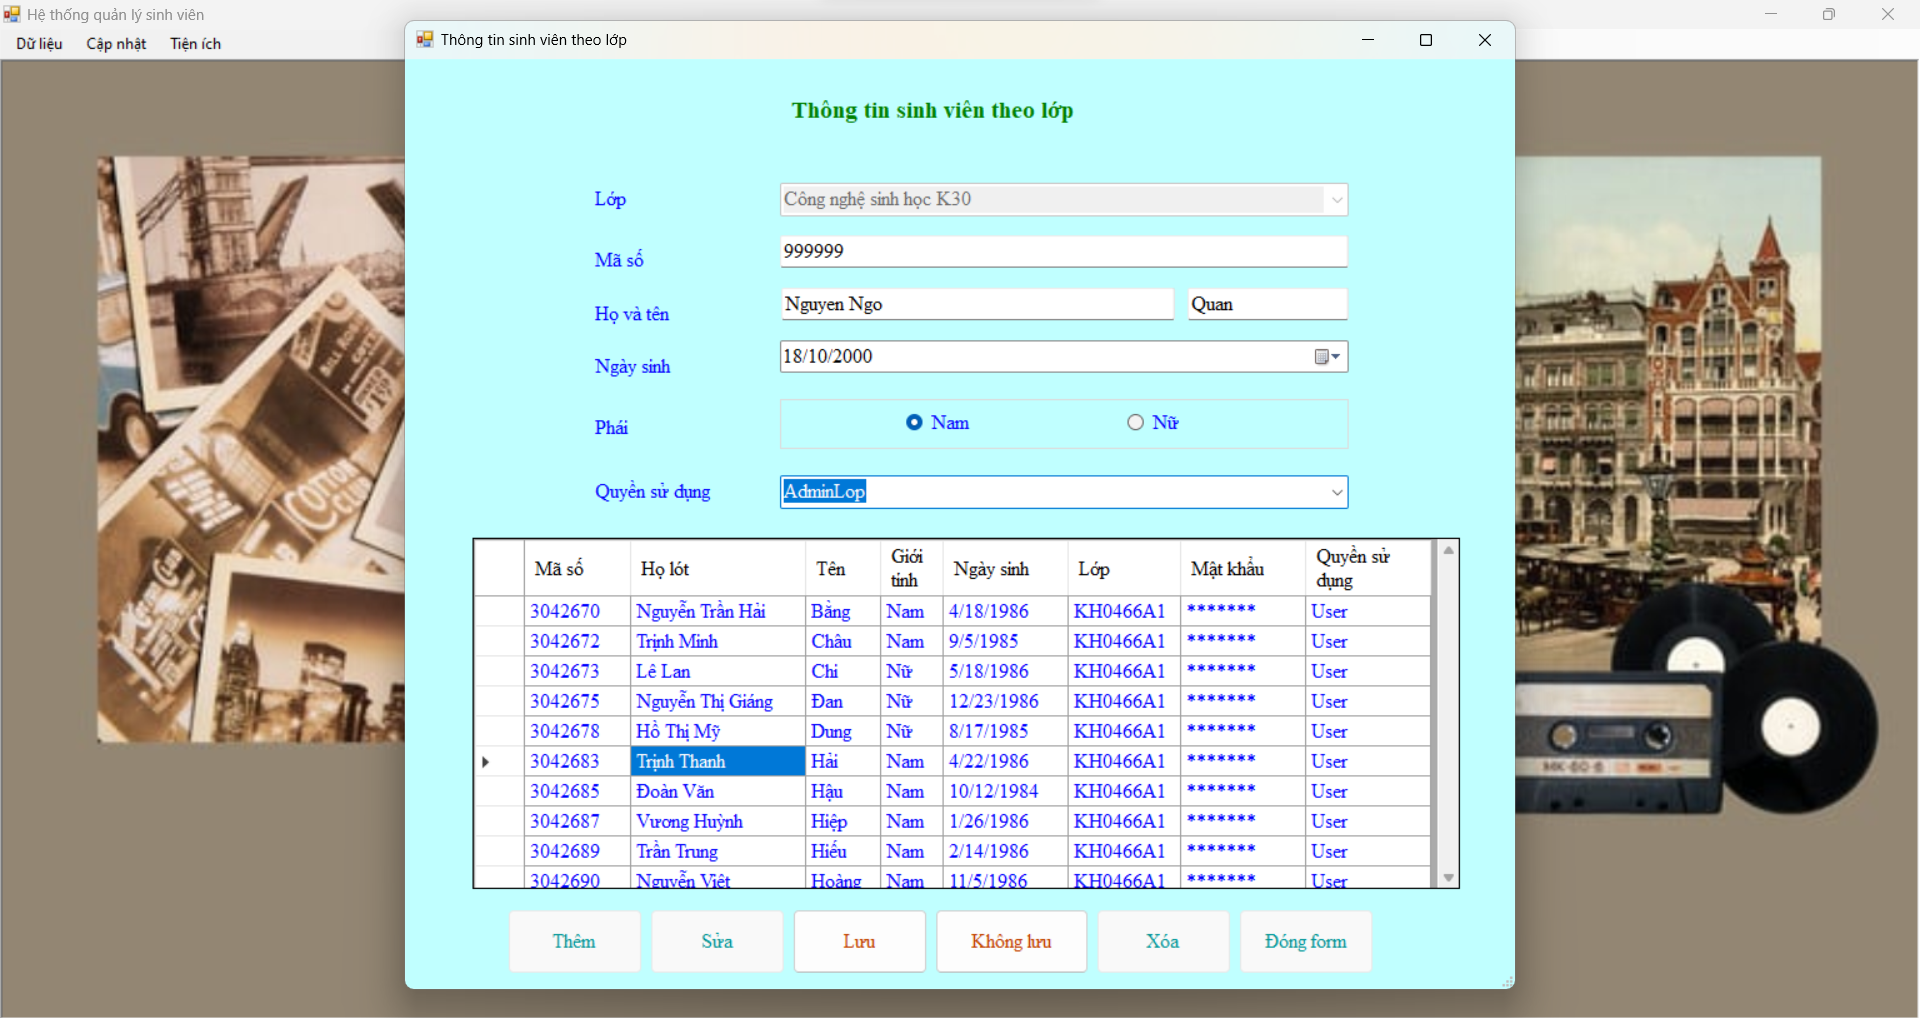 Hệ thống quản lý sinh viên
Dữ liệu Cập nhật Tiện ích
Thông tin sinh viên theo lớp
Thông tin sinh viên theo lớp
Lớp Công nghệ sinh học K30
Mã số 999999
Họ và tên Nguyen Ngo Quan
Ngày sinh 18/10/2000
Phái Nam Nữ
Quyền sử dụng AdminLop
Mã số Họ lót Tên Giới tính Ngày sinh Lớp Mật khẩu Quyền sử dụng
3042670 Nguyễn Trần Hải Bằng Nam 4/18/1986 KH0466A1 ******* User
3042672 Trịnh Minh Châu Nam 9/5/1985 KH0466A1 ******* User
3042673 Lê Lan Chi Nữ 5/18/1986 KH0466A1 ******* User
3042675 Nguyễn Thị Giáng Đan Nữ 12/23/1986 KH0466A1 ******* User
3042678 Hồ Thị Mỹ Dung Nữ 8/17/1985 KH0466A1 ******* User
3042683 Trịnh Thanh Hải Nam 4/22/1986 KH0466A1 ******* User
3042685 Đoàn Văn Hậu Nam 10/12/1984 KH0466A1 ******* User
3042687 Vương Huỳnh Hiệp Nam 1/26/1986 KH0466A1 ******* User
3042689 Trần Trung Hiếu Nam 2/14/1986 KH0466A1 ******* User
3042690 Nguyễn Việt Hoàng Nam 11/5/1986 KH0466A1 ******* User
Thêm Sửa Lưu Không lưu Xóa Đóng form
COTTON
CLUB